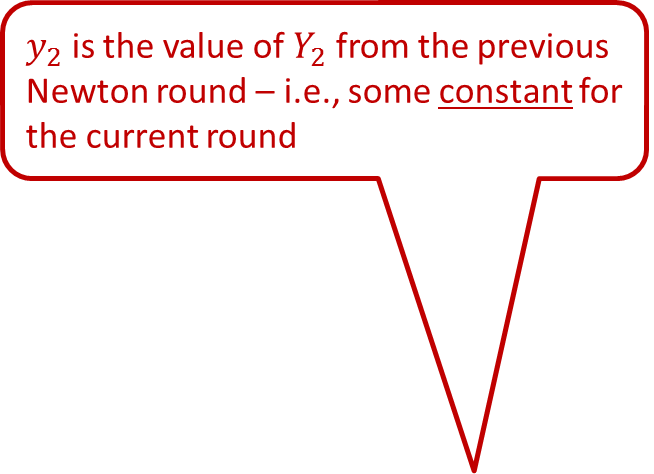 y₂ is the value of Y₂ from the previous
Newton round – i.e., some constant for
the current round